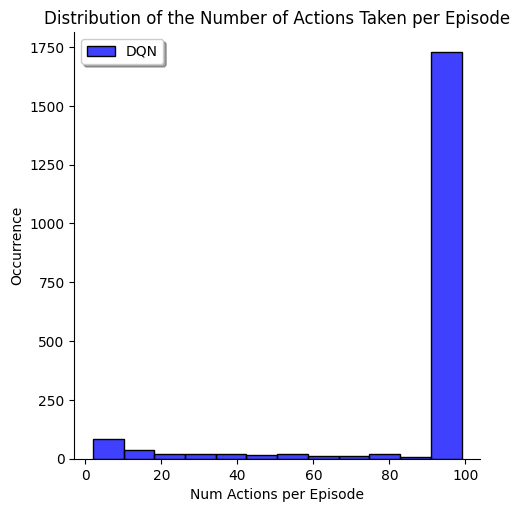 Distribution of the Number of Actions Taken per Episode
DQN
1750
1500
1250
1000
750
500
250
0
Occurrence
0 20 40 60 80 100
Num Actions per Episode